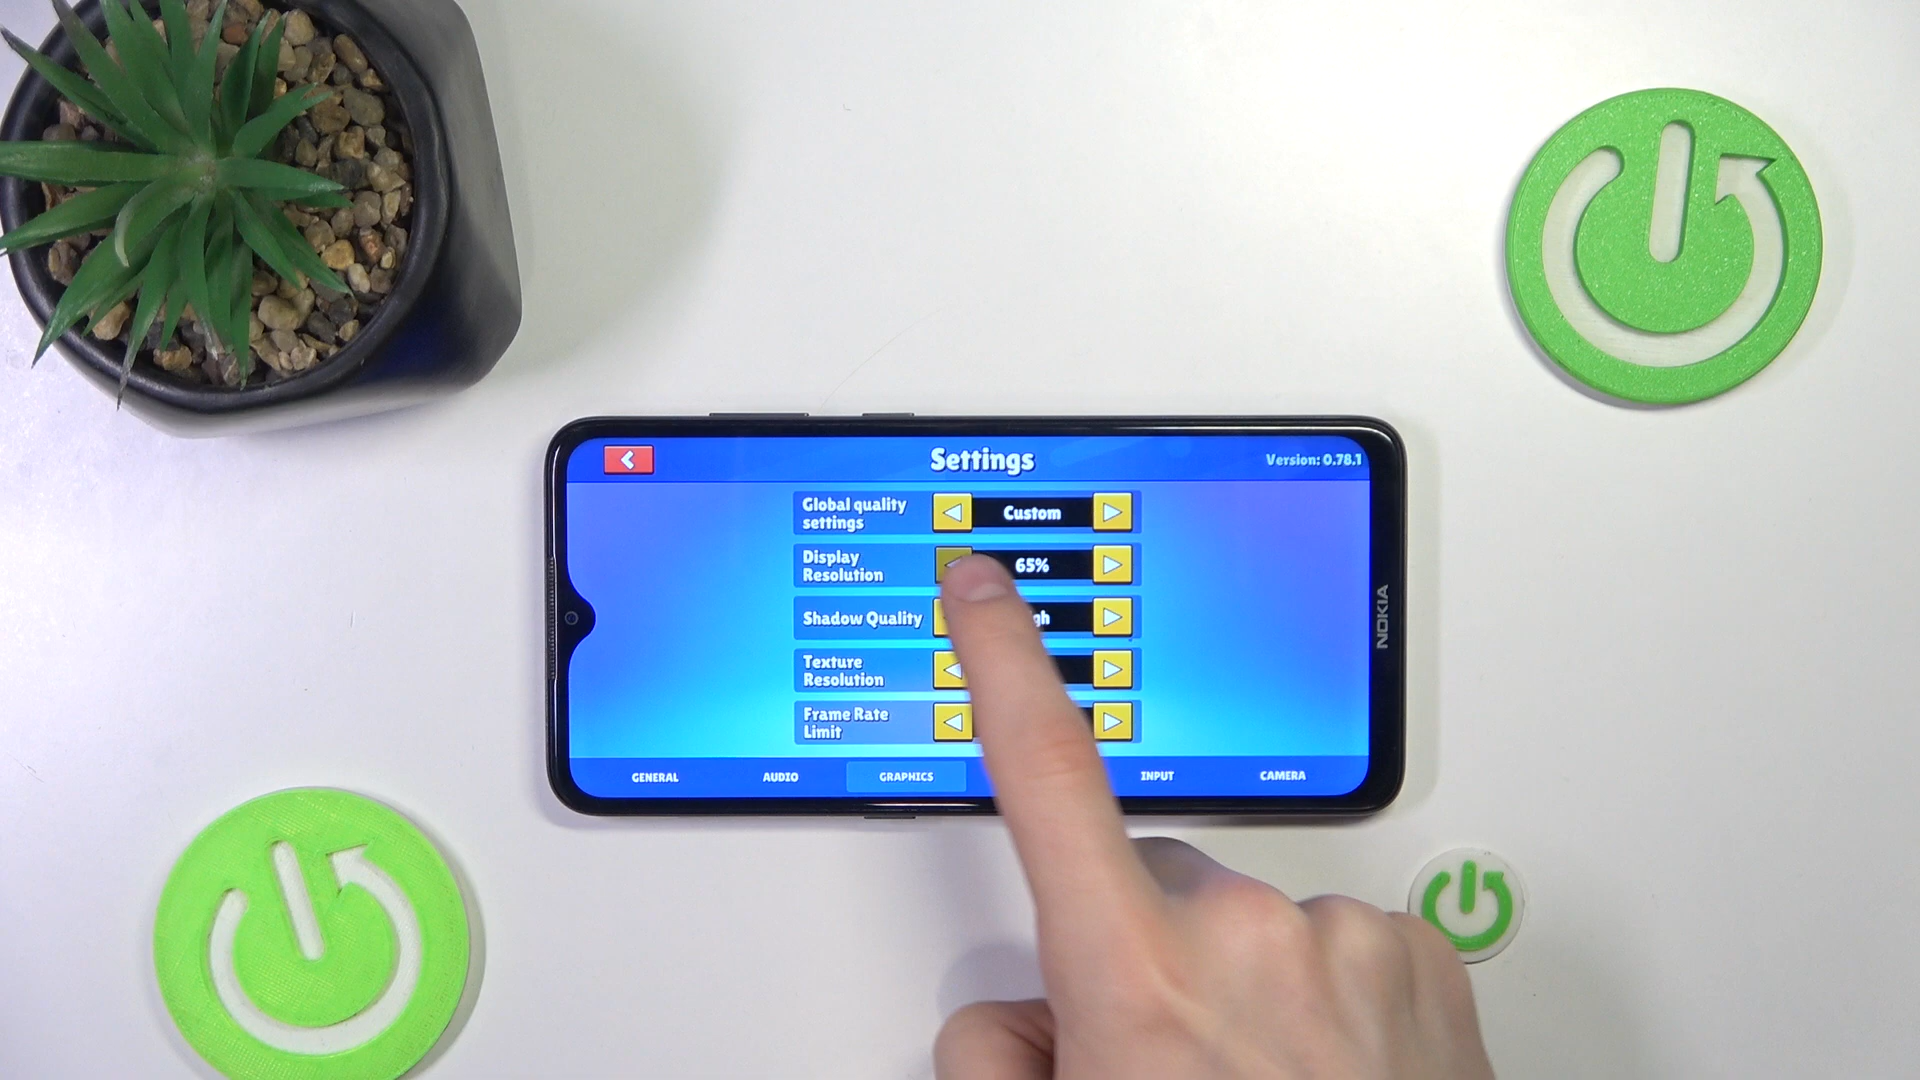 Settings
Version: 0.78.1
Global quality
settings
Custom
Display
Resolution
65%
Shadow Quality
Texture
Resolution
Frame Rate
Limit
GENERAL
AUDIO
GRAPHICS
INPUT
CAMERA
NOKIA